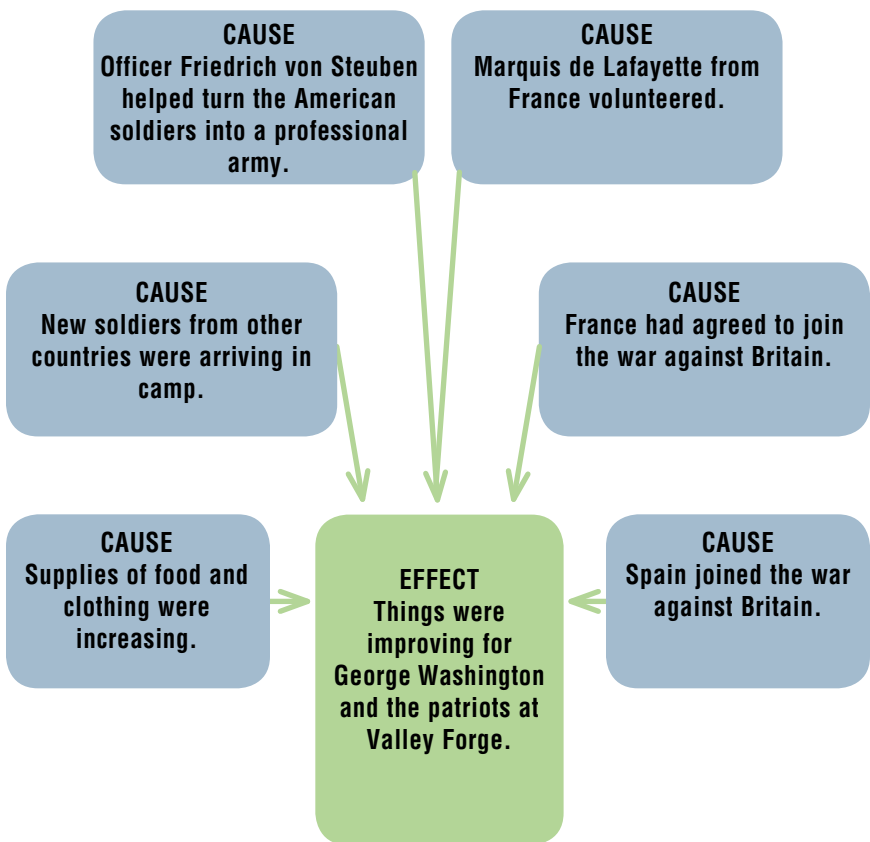 CAUSE
Officer Friedrich von Steuben
helped turn the American
soldiers into a professional
army.
CAUSE
Marquis de Lafayette from
France volunteered.
CAUSE
New soldiers from other
countries were arriving in
camp.
CAUSE
France had agreed to join
the war against Britain.
CAUSE
Supplies of food and
clothing were
increasing.
EFFECT
Things were
improving for
George Washington
and the patriots at
Valley Forge.
CAUSE
Spain joined the war
against Britain.